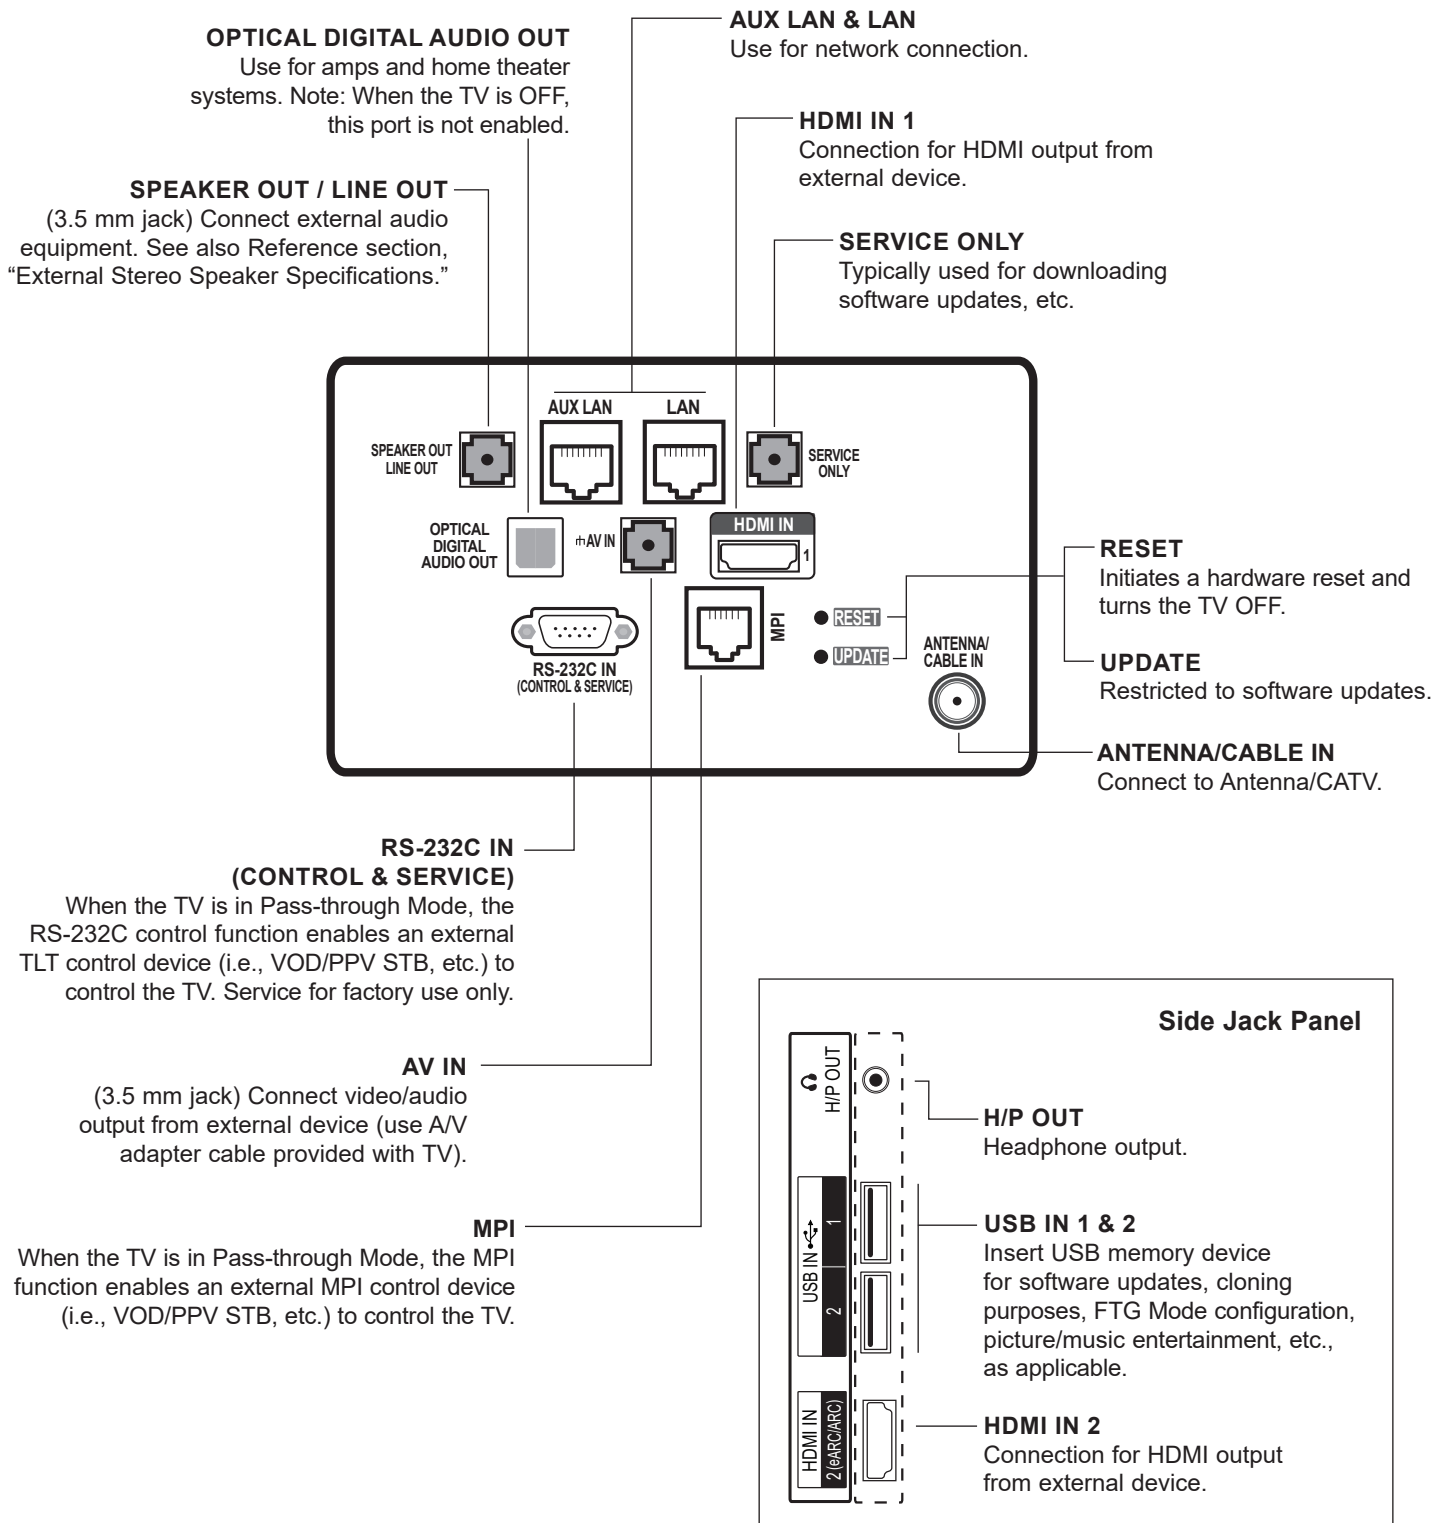 OPTICAL DIGITAL AUDIO OUT
Use for amps and home theater
systems. Note: When the TV is OFF,
this port is not enabled.
AUX LAN & LAN
Use for network connection.
HDMI IN 1
Connection for HDMI output from
external device.
SPEAKER OUT / LINE OUT
(3.5 mm jack) Connect external audio
equipment. See also Reference section,
“External Stereo Speaker Specifications.”
SERVICE ONLY
Typically used for downloading
software updates, etc.
AUX LAN
LAN
SPEAKER OUT
LINE OUT
SERVICE
ONLY
OPTICAL
DIGITAL
AUDIO OUT
AV IN
HDMI IN
1
RS-232C IN
(CONTROL & SERVICE)
MPI
RESET
UPDATE
ANTENNA/
CABLE IN
RESET
Initiates a hardware reset and
turns the TV OFF.
UPDATE
Restricted to software updates.
ANTENNA/CABLE IN
Connect to Antenna/CATV.
RS-232C IN
(CONTROL & SERVICE)
When the TV is in Pass-through Mode, the
RS-232C control function enables an external
TLT control device (i.e., VOD/PPV STB, etc.) to
control the TV. Service for factory use only.
AV IN
(3.5 mm jack) Connect video/audio
output from external device (use A/V
adapter cable provided with TV).
MPI
When the TV is in Pass-through Mode, the MPI
function enables an external MPI control device
(i.e., VOD/PPV STB, etc.) to control the TV.
Side Jack Panel
H/P OUT
USB IN
1
2
HDMI IN
2 (eARC/ARC)
H/P OUT
Headphone output.
USB IN 1 & 2
Insert USB memory device
for software updates, cloning
purposes, FTG Mode configuration,
picture/music entertainment, etc.,
as applicable.
HDMI IN 2
Connection for HDMI output
from external device.